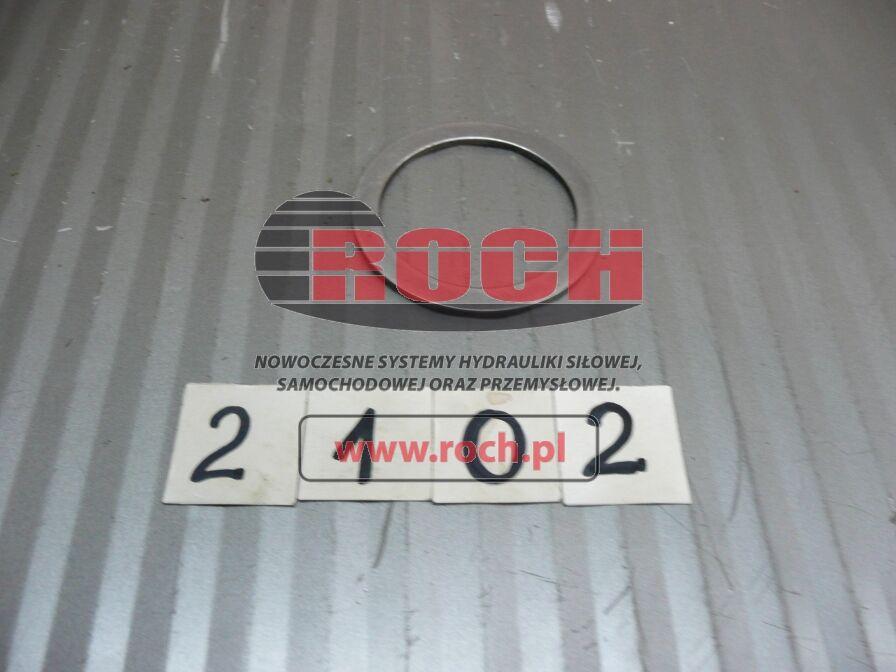 ROCH
NOWOCZESNE SYSTEMY HYDRAULIKI SIŁOWEJ,
SAMOCHODOWEJ ORAZ PRZEMYSŁOWEJ.
www.roch.pl
2 1 0 2